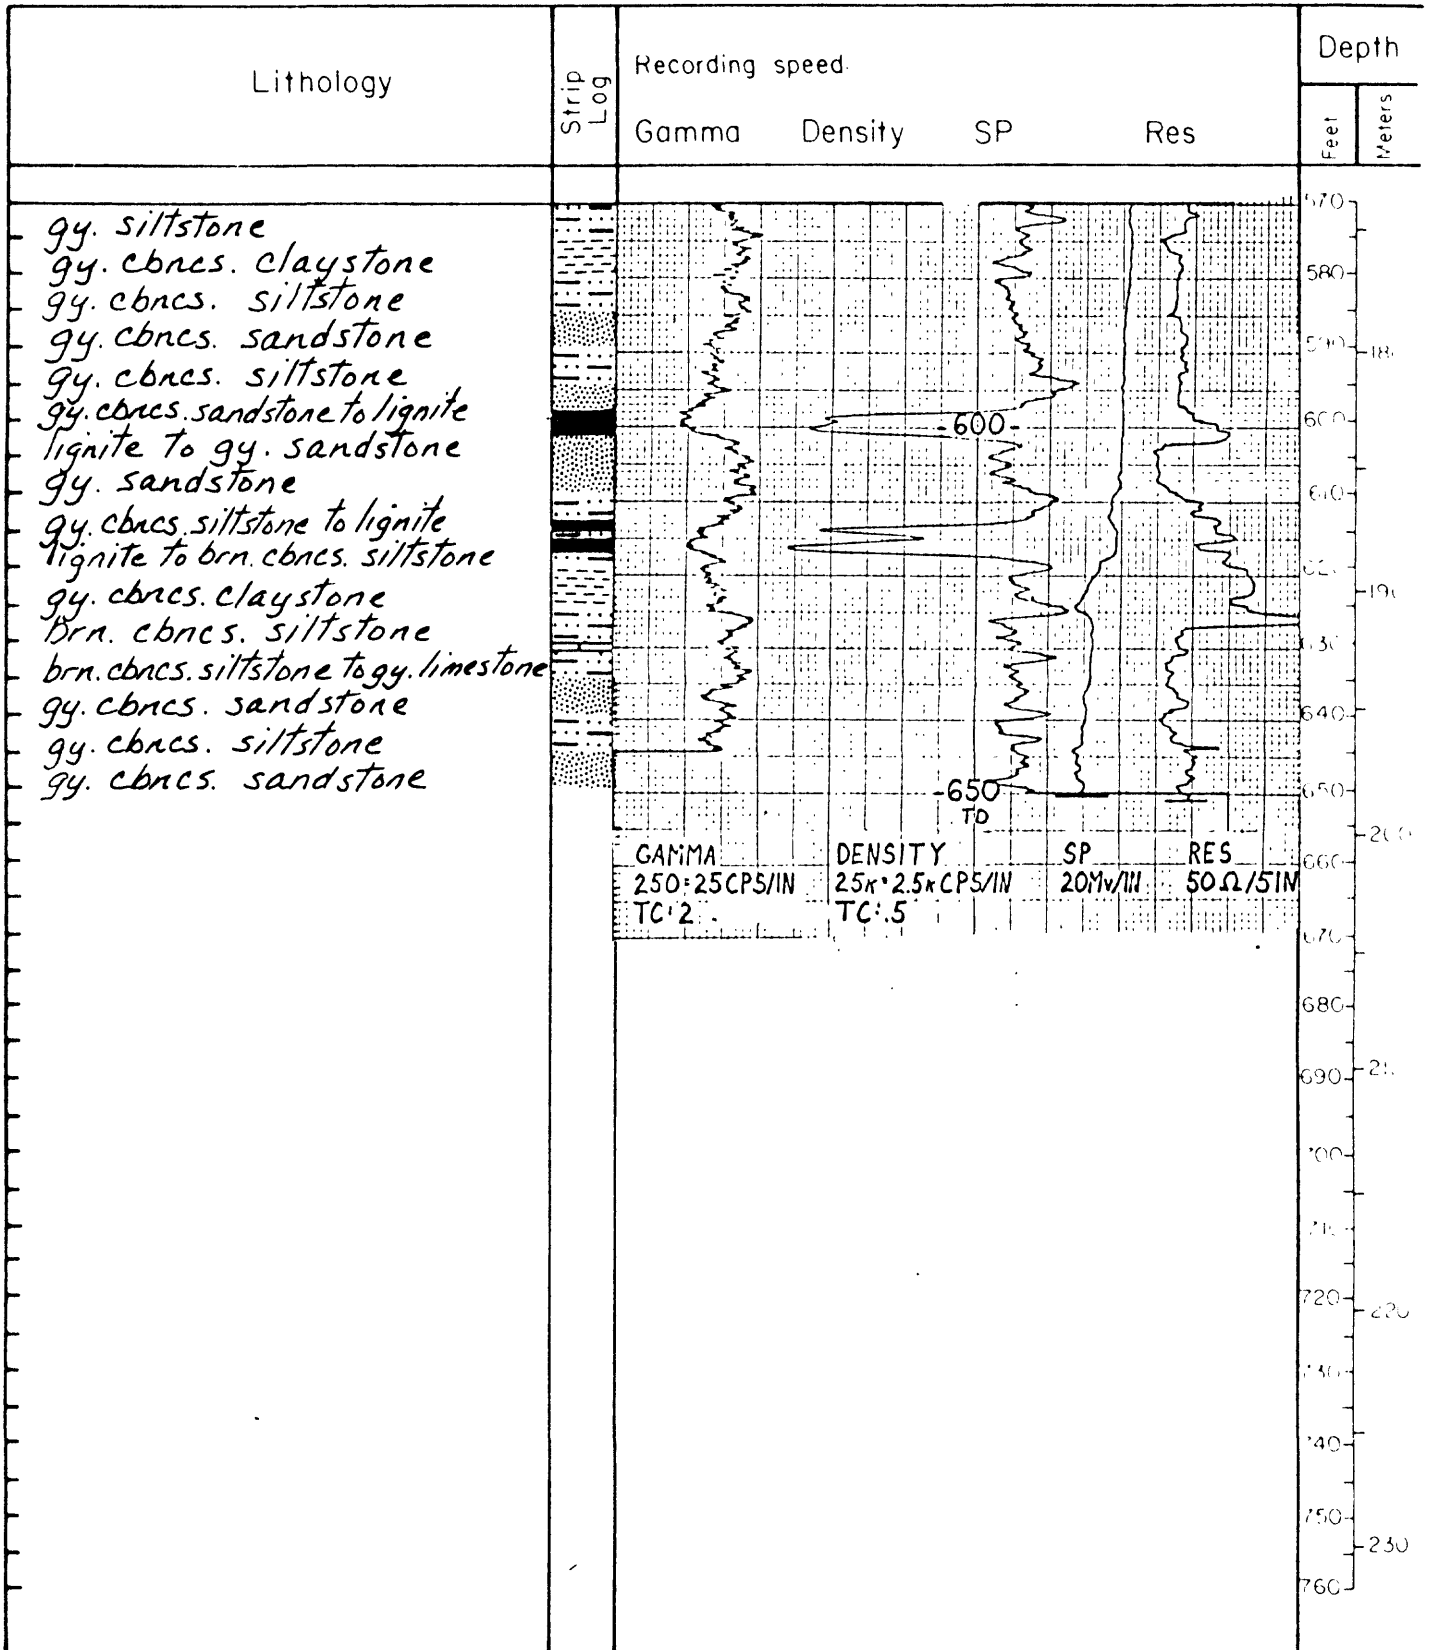 Lithology
Strip Log
Recording speed
Gamma Density SP Res
Depth
Feet
Meters
gy. siltstone
gy. cbncs. claystone
gy. cbncs. siltstone
gy. cbncs. sandstone
gy. cbncs. siltstone
gy. cbncs. sandstone to lignite
lignite to gy. sandstone
gy. sandstone
gy. cbncs. siltstone to lignite
lignite to brn. cbncs. siltstone
gy. cbncs. claystone
brn. cbncs. siltstone
brn. cbncs. siltstone to gy. limestone
gy. cbncs. sandstone
gy. cbncs. siltstone
gy. cbncs. sandstone
600
650
TD
GAMMA
250=25CPS/IN
TC:2
DENSITY
25K·2.5KCPS/IN
TC:.5
SP
20Mv/IN
RES
50Ω/5IN
570
580
600
610
640
650
660
670
680
690
720
740
750
760
200
220
230